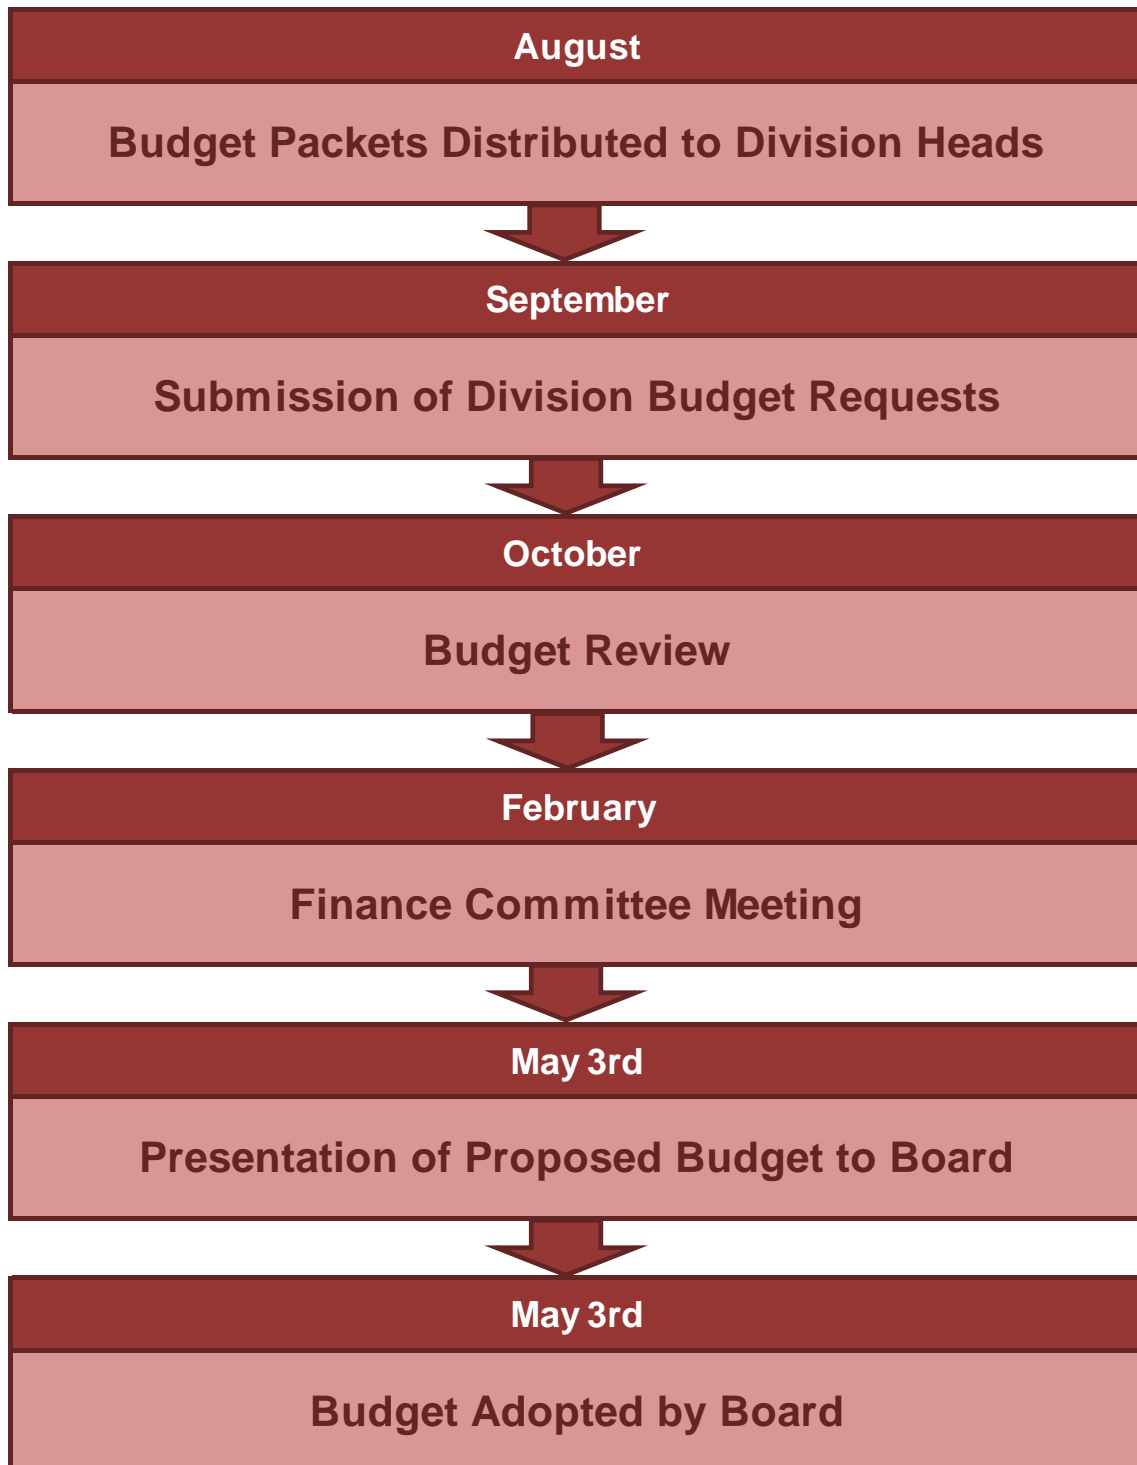 August
Budget Packets Distributed to Division Heads
September
Submission of Division Budget Requests
October
Budget Review
February
Finance Committee Meeting
May 3rd
Presentation of Proposed Budget to Board
May 3rd
Budget Adopted by Board